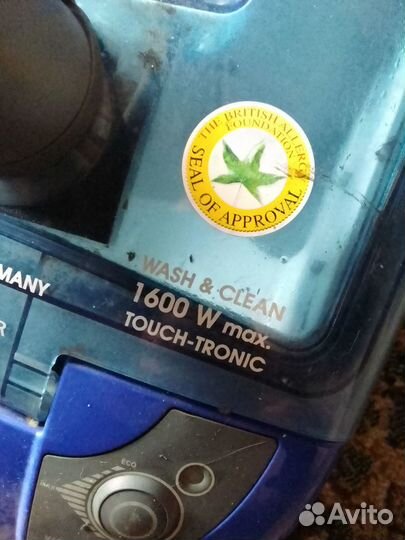 THE BRITISH ALLERGY
FOUNDATION
SEAL OF APPROVAL
WASH & CLEAN
MANY
1600 W max.
R
TOUCH-TRONIC
ECO
Avito